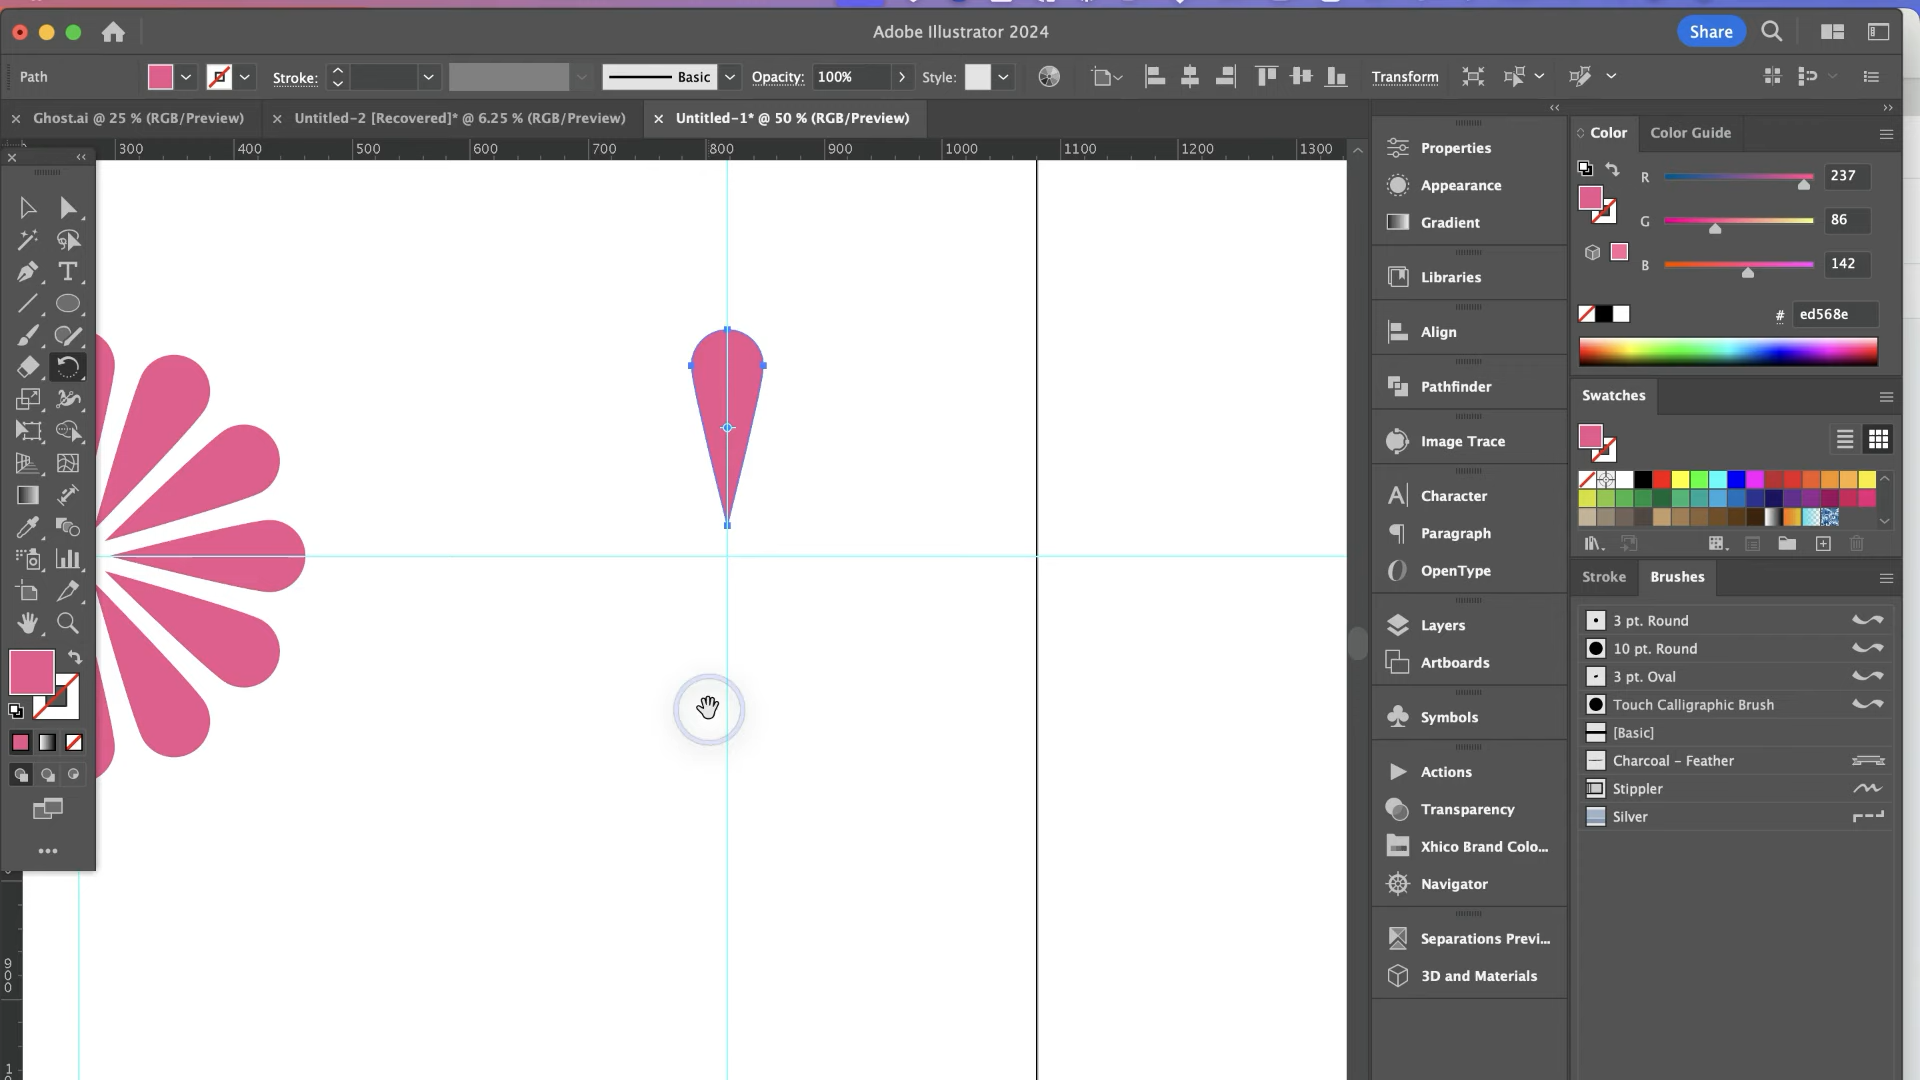 Adobe Illustrator 2024
Share
Path
Stroke:
Basic
Opacity: 100%
Style:
Transform
Ghost.ai @ 25 % (RGB/Preview)
Untitled-2 [Recovered]* @ 6.25 % (RGB/Preview)
Untitled-1* @ 50 % (RGB/Preview)
300 400 500 600 700 800 900 1000 1100 1200 1300
Properties
Appearance
Gradient
Libraries
Align
Pathfinder
Image Trace
Character
Paragraph
OpenType
Layers
Artboards
Symbols
Actions
Transparency
Xhico Brand Colo...
Navigator
Separations Previ...
3D and Materials
Color Color Guide
R 237
G 86
B 142
# ed568e
Swatches
Stroke Brushes
3 pt. Round
10 pt. Round
3 pt. Oval
Touch Calligraphic Brush
[Basic]
Charcoal - Feather
Stippler
Silver
9
0
0
1